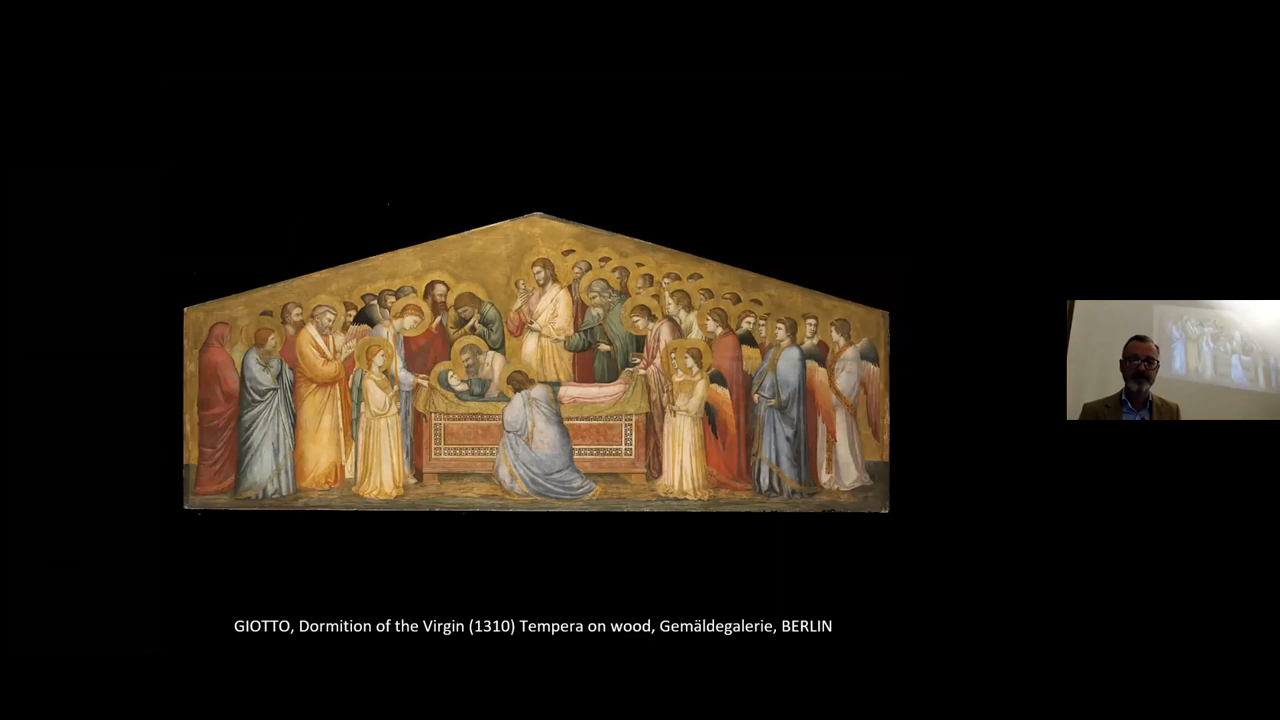 GIOTTO, Dormition of the Virgin (1310) Tempera on wood, Gemäldegalerie, BERLIN